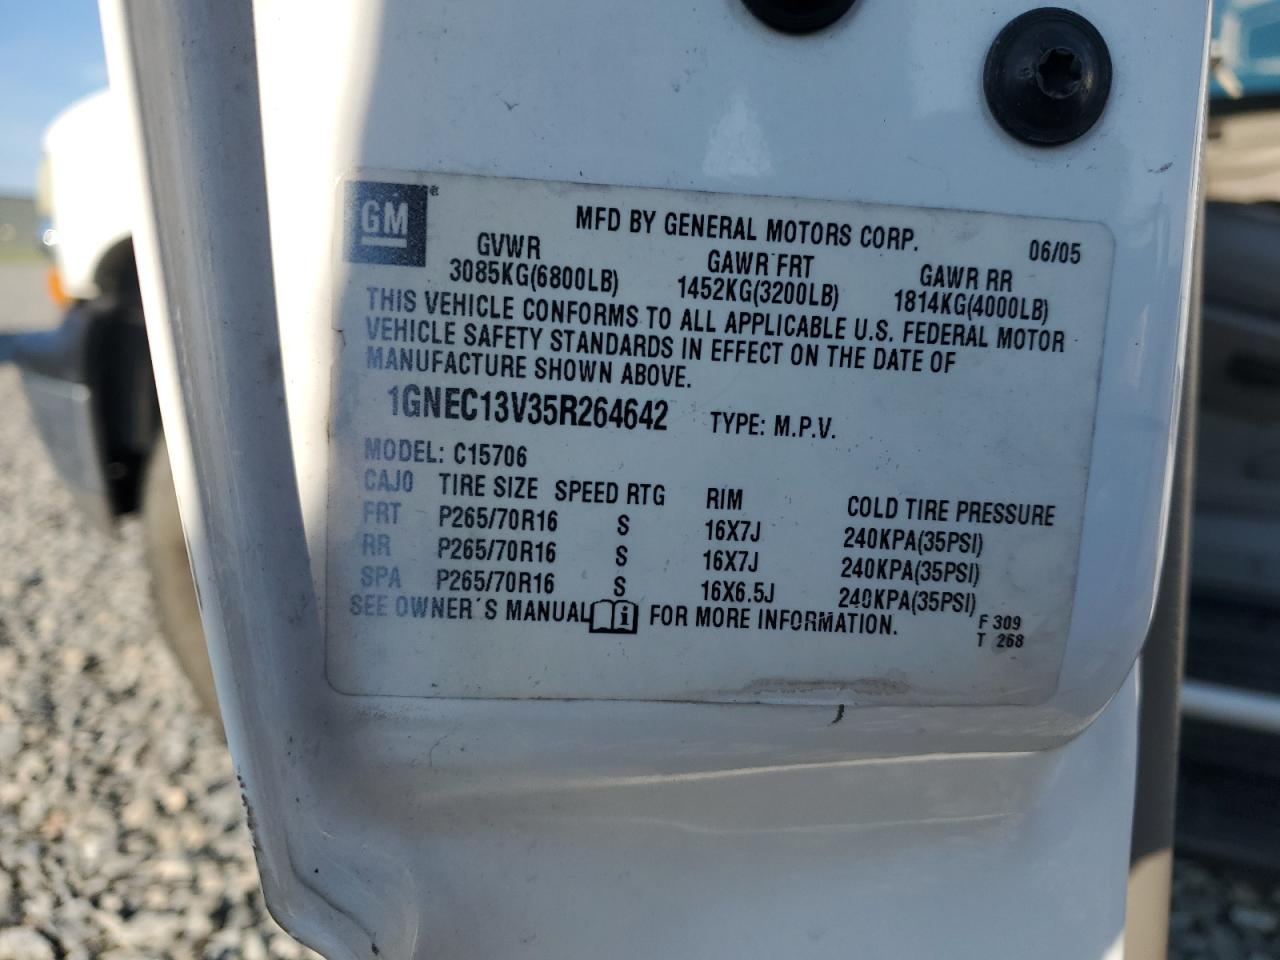 GM ®
MFD BY GENERAL MOTORS CORP. 06/05
GVWR GAWR FRT GAWR RR
3085KG(6800LB) 1452KG(3200LB) 1814KG(4000LB)
THIS VEHICLE CONFORMS TO ALL APPLICABLE U.S. FEDERAL MOTOR
VEHICLE SAFETY STANDARDS IN EFFECT ON THE DATE OF
MANUFACTURE SHOWN ABOVE.
1GNEC13V35R264642 TYPE: M.P.V.
MODEL: C15706
CAJO TIRE SIZE SPEED RTG RIM COLD TIRE PRESSURE
FRT P265/70R16 S 16X7J 240KPA(35PSI)
RR P265/70R16 S 16X7J 240KPA(35PSI)
SPA P265/70R16 S 16X6.5J 240KPA(35PSI)
SEE OWNER'S MANUAL i FOR MORE INFORMATION.
F 309
T 268